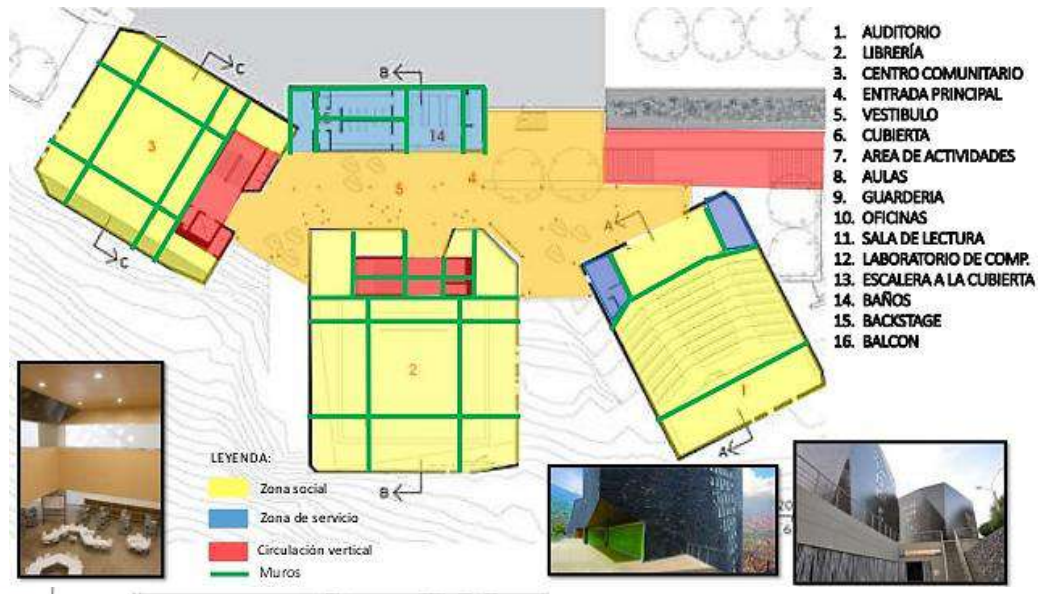 1. AUDITORIO
2. LIBRERÍA
3. CENTRO COMUNITARIO
4. ENTRADA PRINCIPAL
5. VESTIBULO
6. CUBIERTA
7. AREA DE ACTIVIDADES
8. AULAS
9. GUARDERIA
10. OFICINAS
11. SALA DE LECTURA
12. LABORATORIO DE COMP.
13. ESCALERA A LA CUBIERTA
14. BAÑOS
15. BACKSTAGE
16. BALCON
C
B
14
3
5
4
A
C
2
1
A
B
LEYENDA:
Zona social
Zona de servicio
Circulación vertical
Muros
20
6